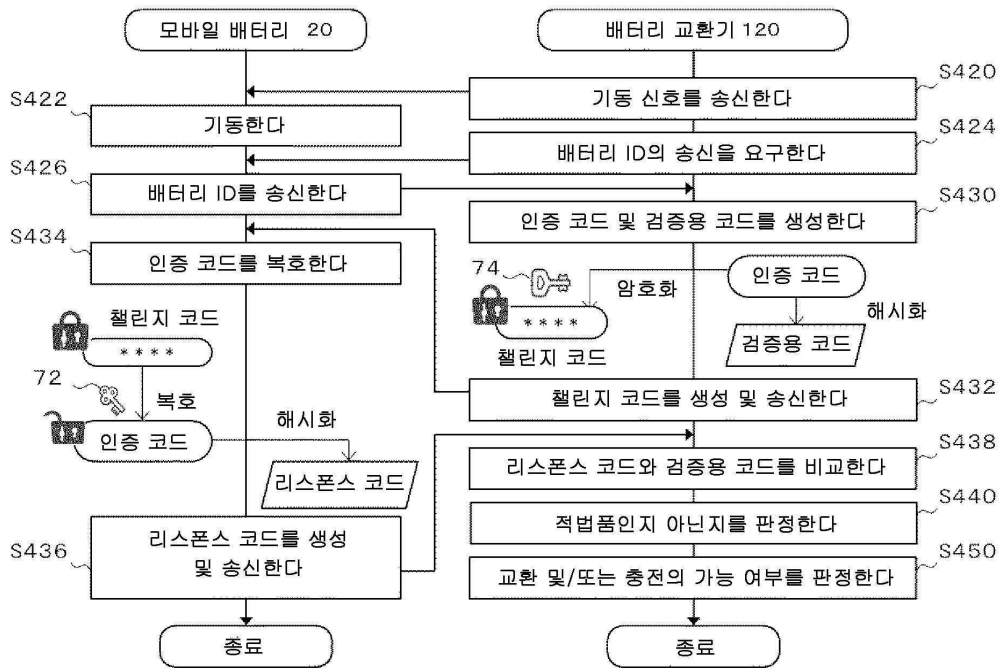 모바일 배터리 20
배터리 교환기 120
S420
기동 신호를 송신한다
S422
기동한다
S424
배터리 ID의 송신을 요구한다
S426
배터리 ID를 송신한다
S430
인증 코드 및 검증용 코드를 생성한다
S434
인증 코드를 복호한다
74
암호화
인증 코드
해시화
****
챌린지 코드
검증용 코드
챌린지 코드
****
72
복호
인증 코드
해시화
리스폰스 코드
S432
챌린지 코드를 생성 및 송신한다
S438
리스폰스 코드와 검증용 코드를 비교한다
S440
적법품인지 아닌지를 판정한다
S436
리스폰스 코드를 생성
및 송신한다
S450
교환 및/또는 충전의 가능 여부를 판정한다
종료
종료